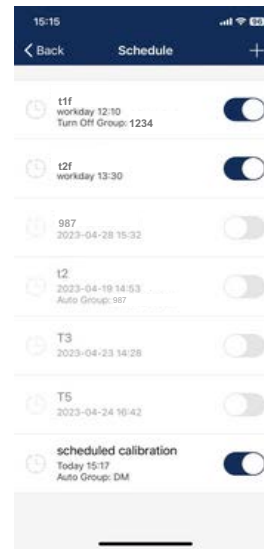 15:15
96
Back
Schedule
t1f
workday 12:10
Turn Off Group: 1234
t2f
workday 13:30
987
2023-04-28 15:32
t2
2023-04-19 14:53
Auto Group: 987
T3
2023-04-23 14:28
T5
2023-04-24 16:42
scheduled calibration
Today 15:17
Auto Group: DM